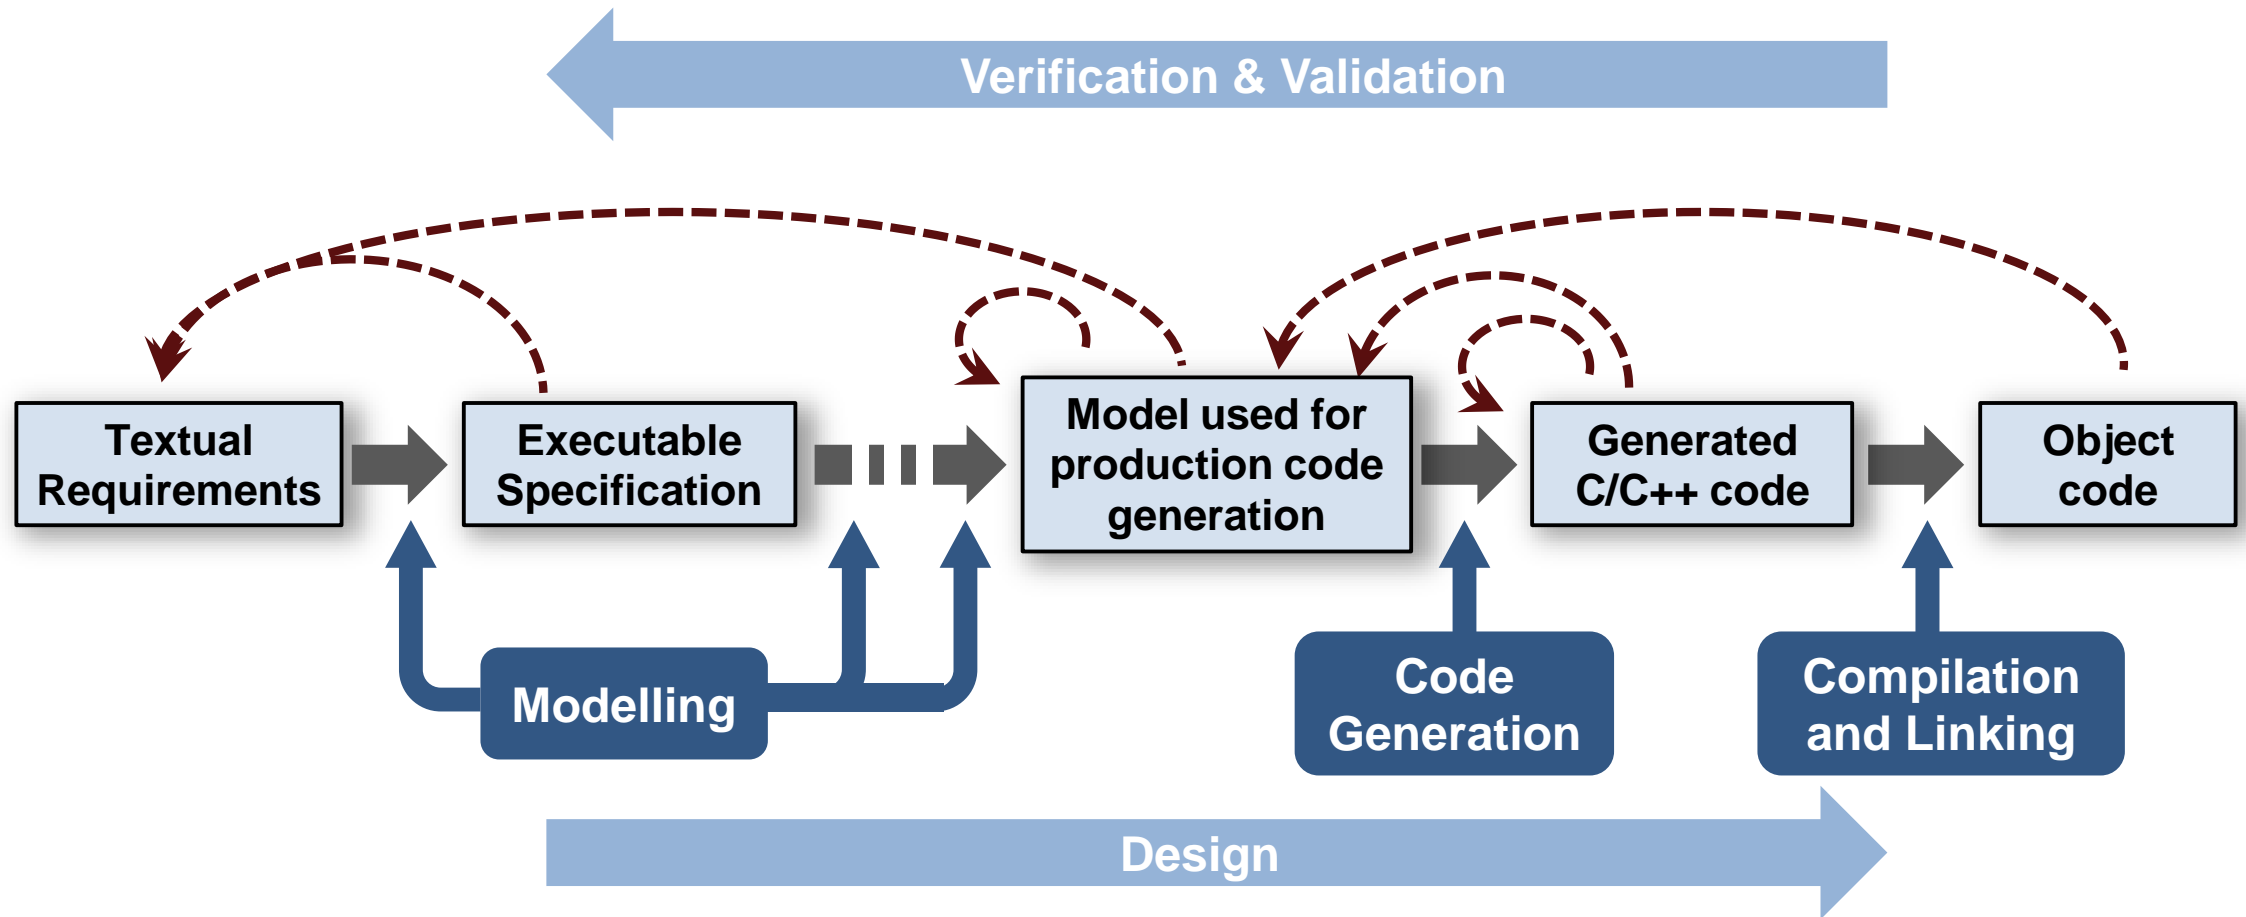 Verification & Validation
Textual
Requirements
Executable
Specification
Model used for
production code
generation
Generated
C/C++ code
Object
code
Modelling
Code
Generation
Compilation
and Linking
Design